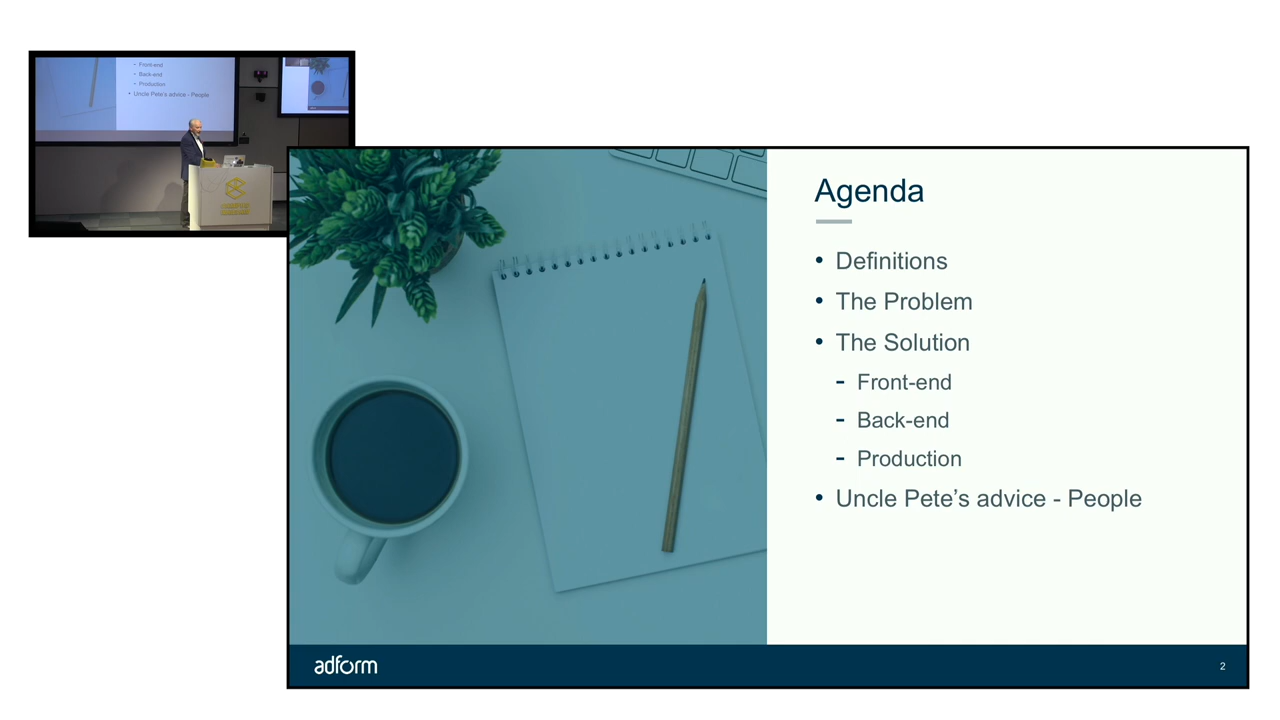 Front-end
Back-end
Production
Uncle Pete's advice - People
Agenda
• Definitions
• The Problem
• The Solution
- Front-end
- Back-end
- Production
• Uncle Pete’s advice - People
adform
2